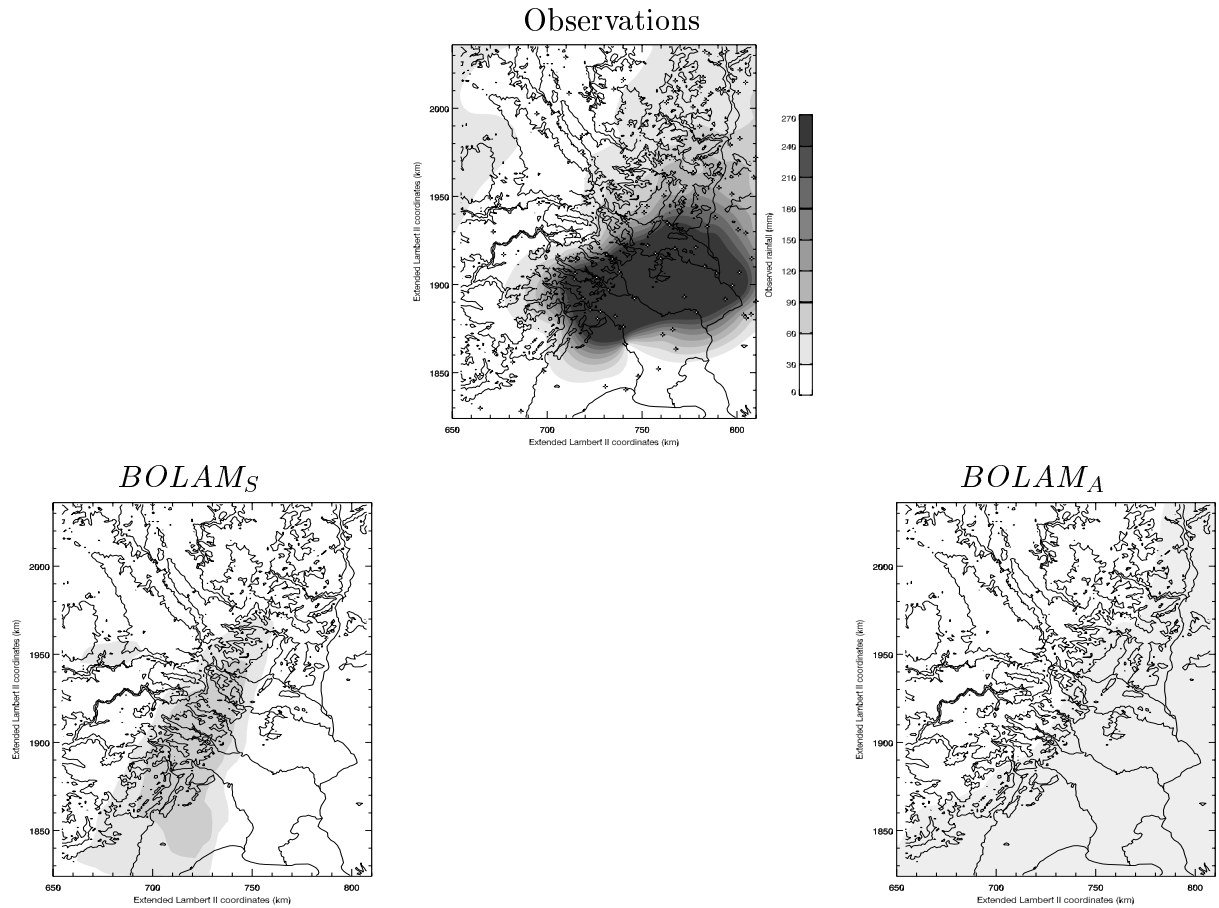 Observations
2000
1950
1900
1850
650 700 750 800
Extended Lambert II coordinates (km)
Extended Lambert II coordinates (km)
270
240
210
180
150
120
90
60
30
0
Observed rainfall (mm)
BOLAM_S
2000
1950
1900
1850
650 700 750 800
Extended Lambert II coordinates (km)
Extended Lambert II coordinates (km)
BOLAM_A
2000
1950
1900
1850
650 700 750 800
Extended Lambert II coordinates (km)
Extended Lambert II coordinates (km)